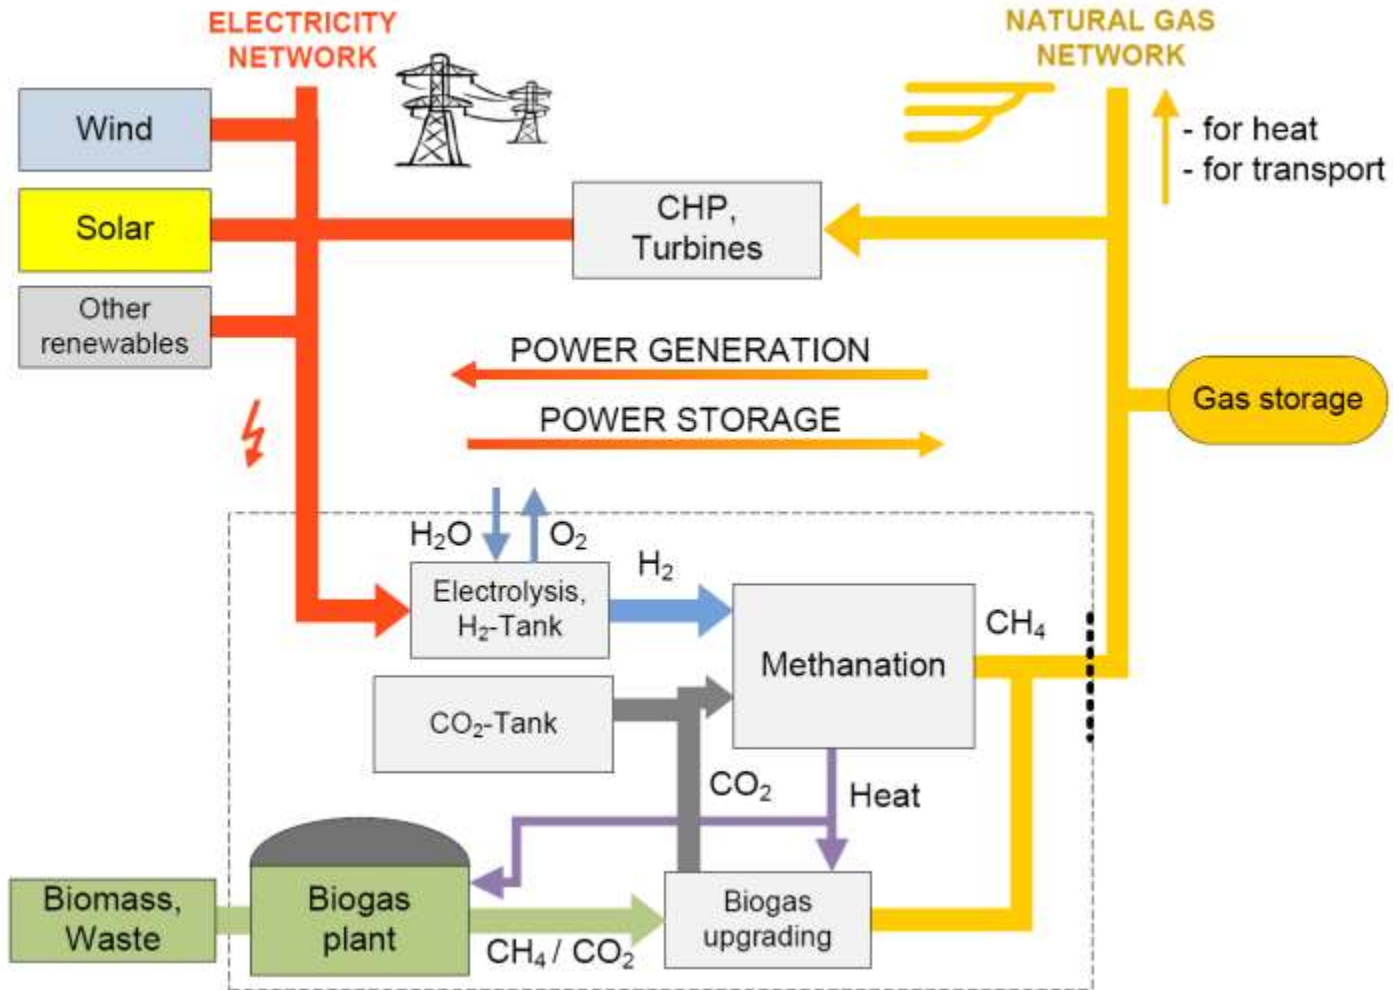 ELECTRICITY
NETWORK
NATURAL GAS
NETWORK
Wind
- for heat
- for transport
Solar
CHP,
Turbines
Other
renewables
POWER GENERATION
POWER STORAGE
Gas storage
H₂O
O₂
Electrolysis,
H₂-Tank
H₂
Methanation
CH₄
CO₂-Tank
CO₂
Heat
Biomass,
Waste
Biogas
plant
CH₄ / CO₂
Biogas
upgrading